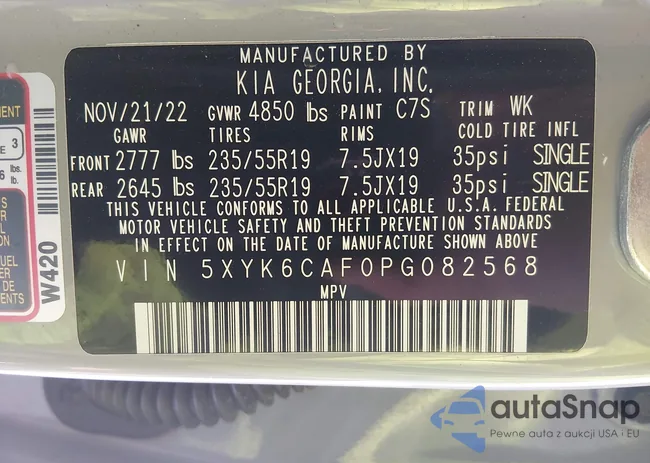 MANUFACTURED BY
KIA GEORGIA, INC.
NOV/21/22 GVWR 4850 lbs PAINT C7S TRIM WK
GAWR TIRES RIMS COLD TIRE INFL
FRONT 2777 lbs 235/55R19 7.5JX19 35psi SINGLE
REAR 2645 lbs 235/55R19 7.5JX19 35psi SINGLE
THIS VEHICLE CONFORMS TO ALL APPLICABLE U.S.A. FEDERAL
MOTOR VEHICLE SAFETY AND THEFT PREVENTION STANDARDS
IN EFFECT ON THE DATE OF MANUFACTURE SHOWN ABOVE
VIN 5XYK6CAF0PG082568
MPV
W420
3
autaSnap
Pewne auta z aukcji USA · EU